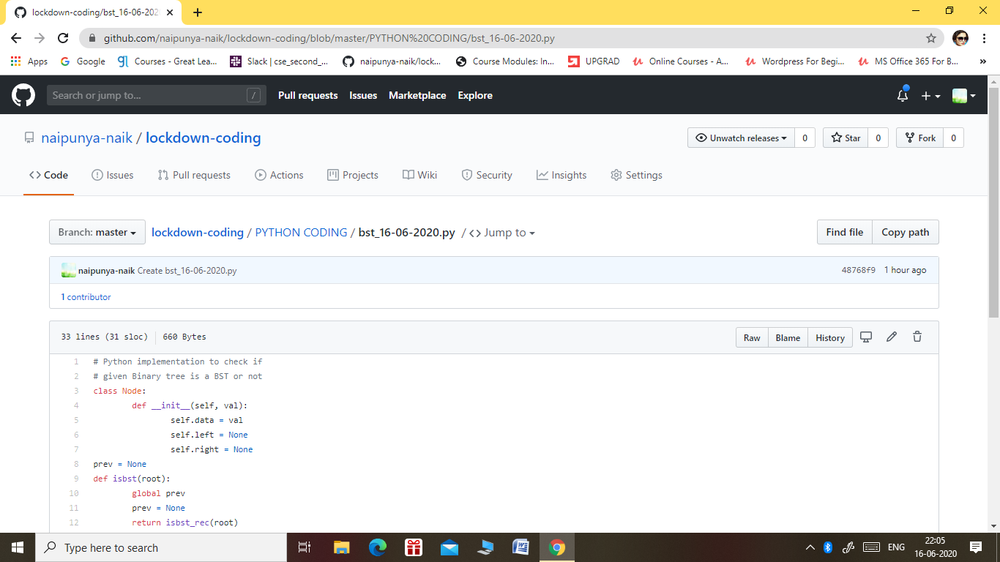 lockdown-coding/bst_16-06-202
github.com/naipunya-naik/lockdown-coding/blob/master/PYTHON%20CODING/bst_16-06-2020.py
Apps Google Courses - Great Lea... Slack | cse_second_... naipunya-naik/lock... Course Modules: In... UPGRAD Online Courses - A... Wordpress For Begi... MS Office 365 For B... »
Search or jump to... / Pull requests Issues Marketplace Explore
naipunya-naik / lockdown-coding Unwatch releases 0 Star 0 Fork 0
<> Code Issues Pull requests Actions Projects Wiki Security Insights Settings
Branch: master lockdown-coding / PYTHON CODING / bst_16-06-2020.py / <> Jump to Find file Copy path
naipunya-naik Create bst_16-06-2020.py 48768f9 1 hour ago
1 contributor
33 lines (31 sloc) 660 Bytes Raw Blame History
1 # Python implementation to check if
2 # given Binary tree is a BST or not
3 class Node:
4 def __init__(self, val):
5 self.data = val
6 self.left = None
7 self.right = None
8 prev = None
9 def isbst(root):
10 global prev
11 prev = None
12 return isbst_rec(root)
Type here to search ENG 22:05
16-06-2020